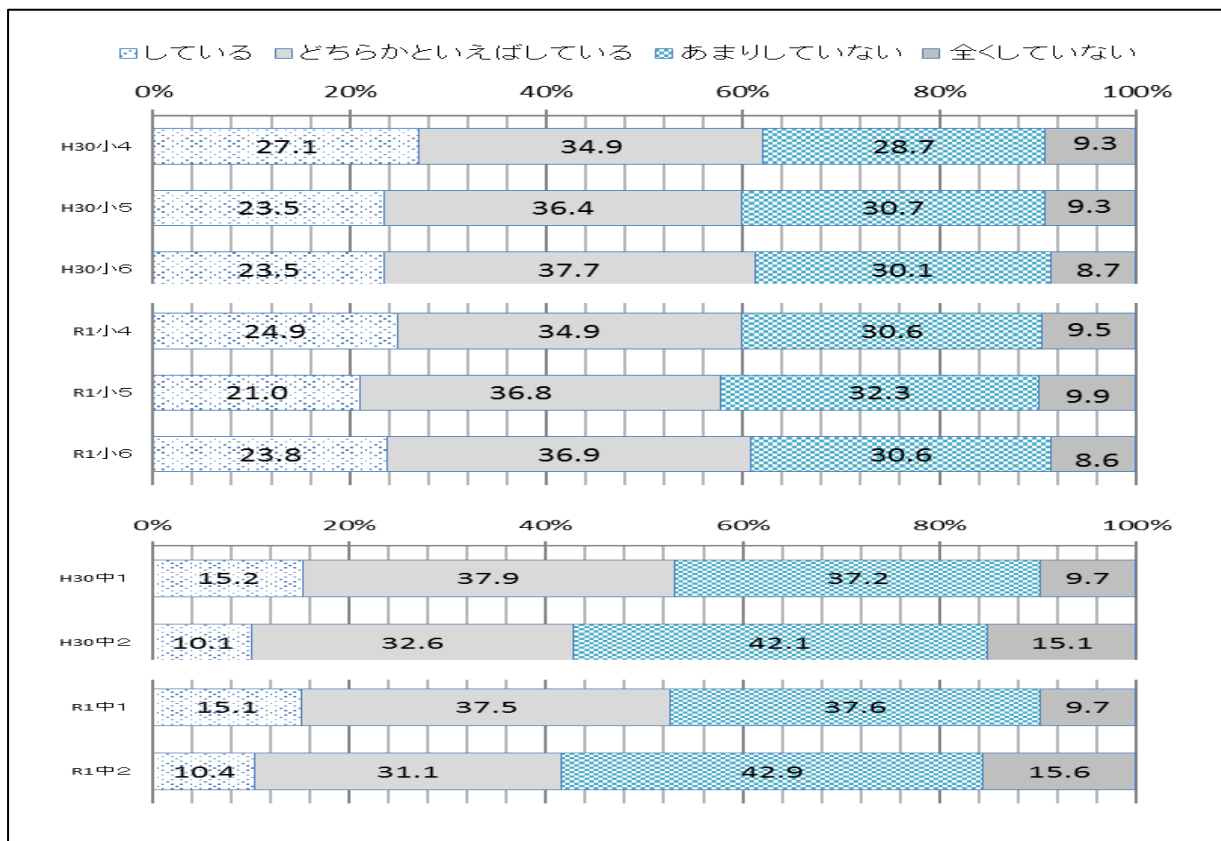 している どちらかといえばしている あまりしていない 全くしていない
0% 20% 40% 60% 80% 100%
H30小4 27.1 34.9 28.7 9.3
H30小5 23.5 36.4 30.7 9.3
H30小6 23.5 37.7 30.1 8.7
R1小4 24.9 34.9 30.6 9.5
R1小5 21.0 36.8 32.3 9.9
R1小6 23.8 36.9 30.6 8.6
0% 20% 40% 60% 80% 100%
H30中1 15.2 37.9 37.2 9.7
H30中2 10.1 32.6 42.1 15.1
R1中1 15.1 37.5 37.6 9.7
R1中2 10.4 31.1 42.9 15.6